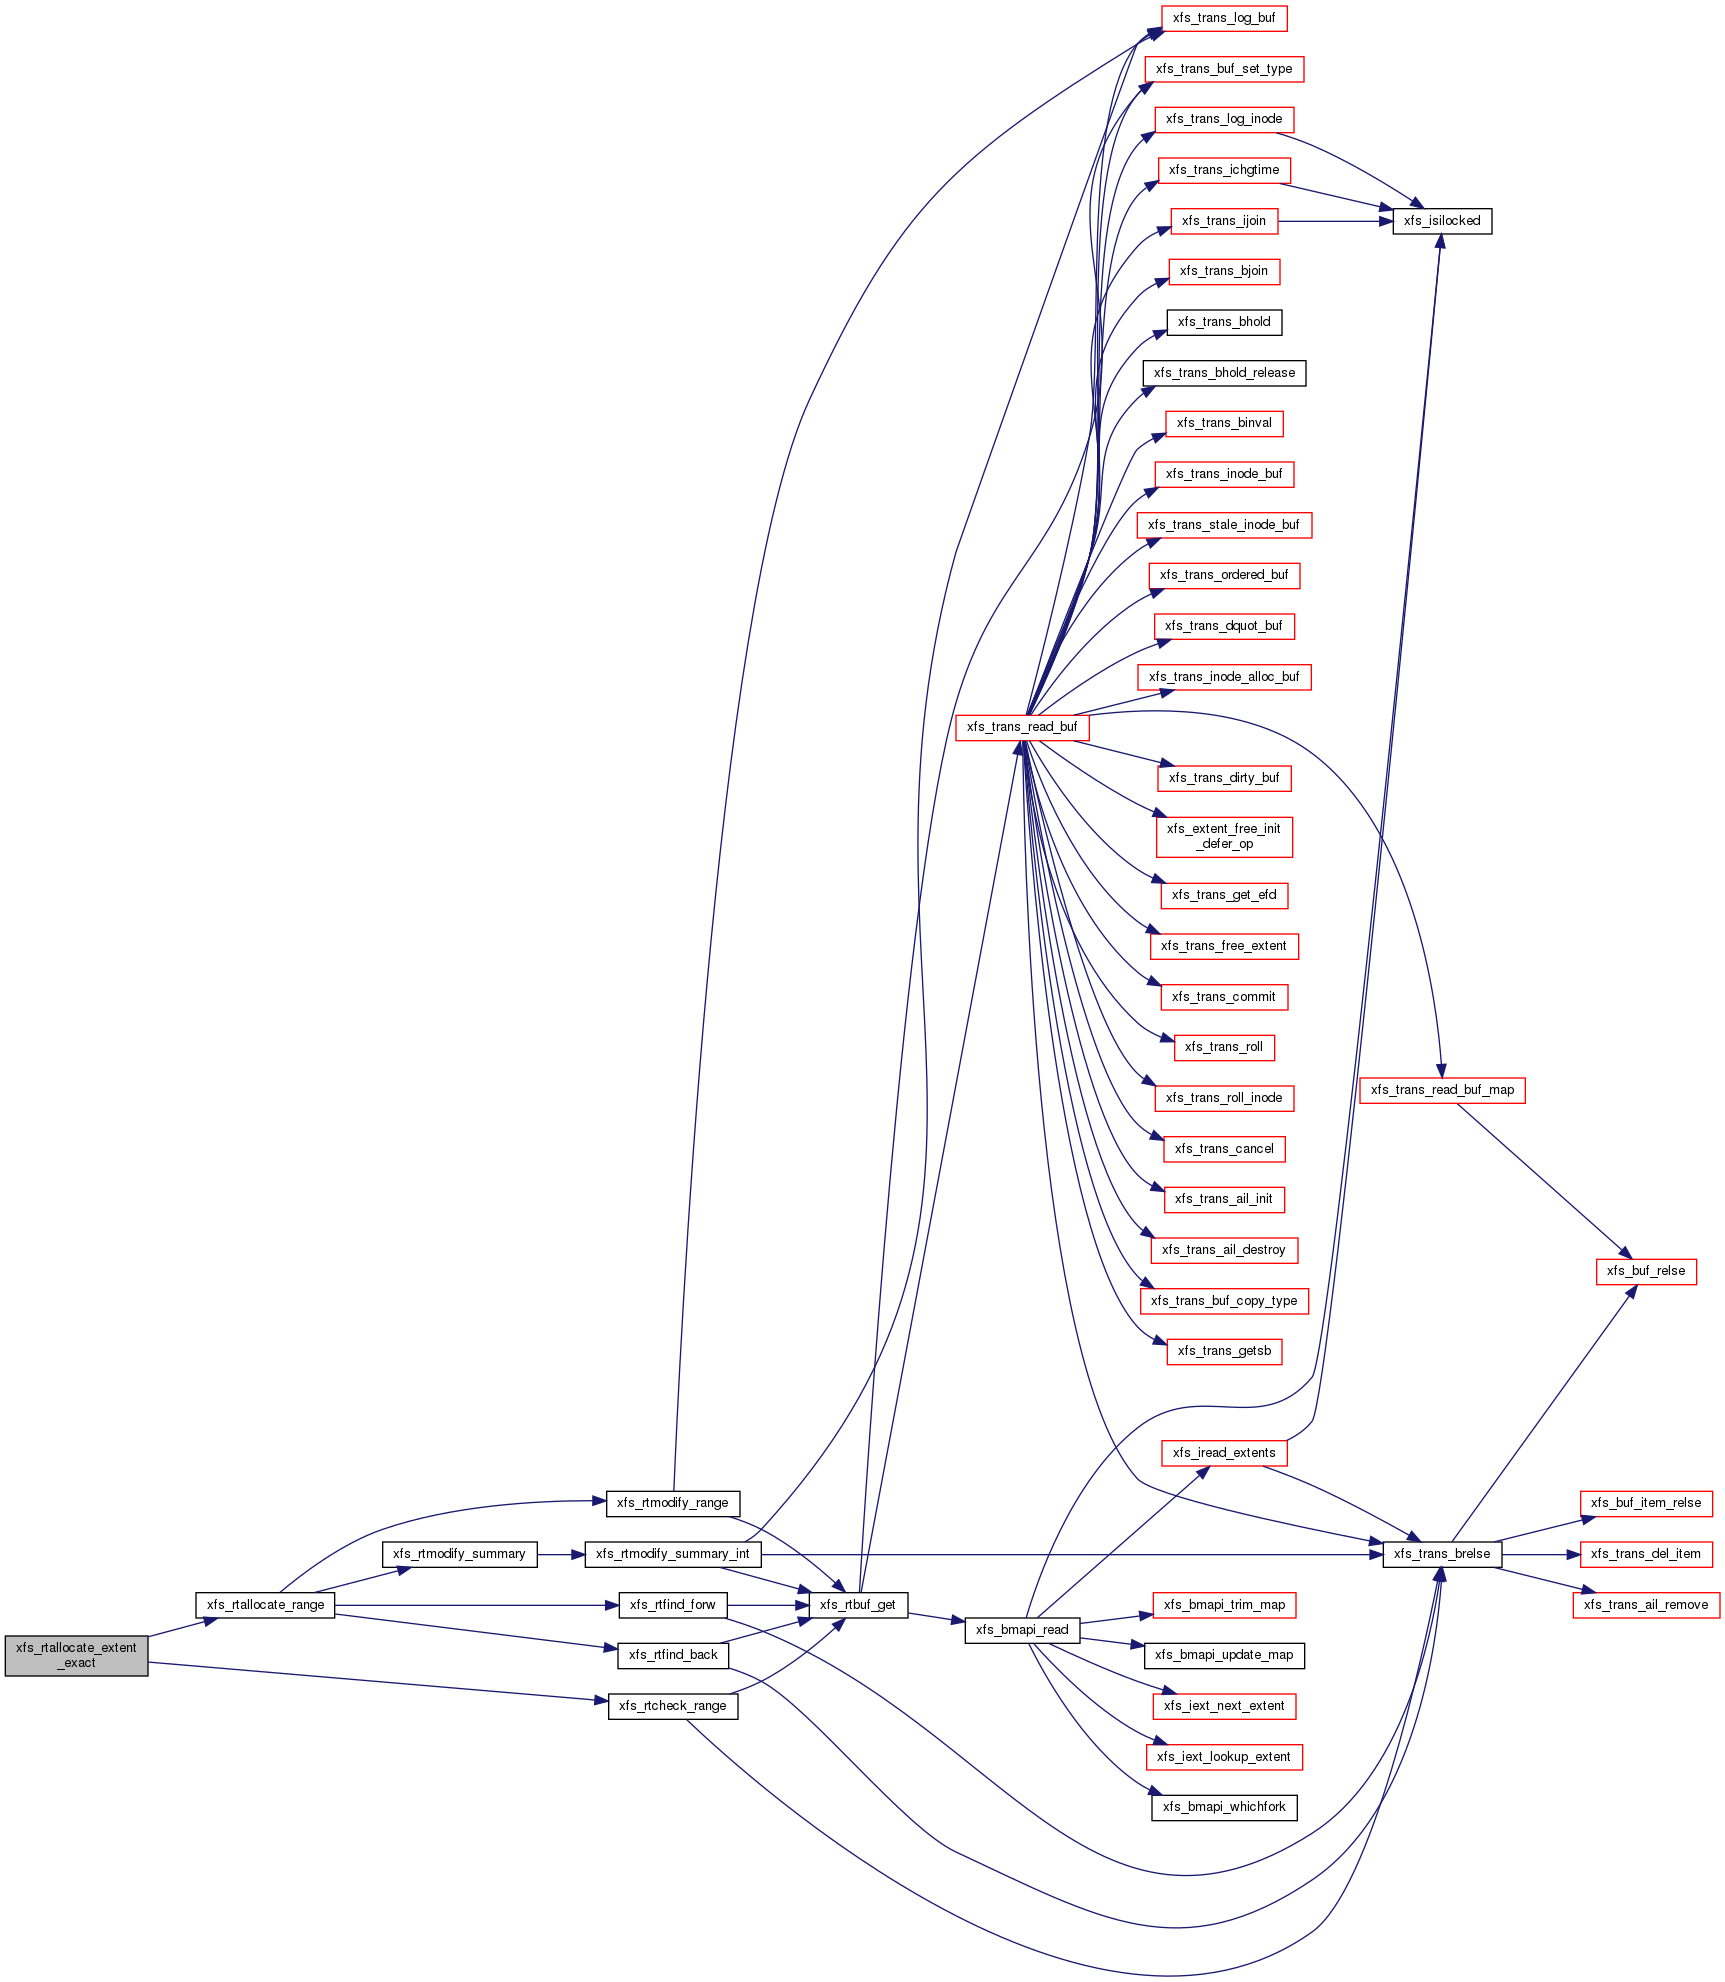 xfs_trans_log_buf
xfs_trans_buf_set_type
xfs_trans_log_inode
xfs_trans_ichgtime
xfs_trans_ijoin
xfs_isilocked
xfs_trans_bjoin
xfs_trans_bhold
xfs_trans_bhold_release
xfs_trans_binval
xfs_trans_inode_buf
xfs_trans_stale_inode_buf
xfs_trans_ordered_buf
xfs_trans_dquot_buf
xfs_trans_inode_alloc_buf
xfs_trans_read_buf
xfs_trans_dirty_buf
xfs_extent_free_init
_defer_op
xfs_trans_get_efd
xfs_trans_free_extent
xfs_trans_commit
xfs_trans_roll
xfs_trans_read_buf_map
xfs_trans_roll_inode
xfs_trans_cancel
xfs_trans_ail_init
xfs_trans_ail_destroy
xfs_buf_relse
xfs_trans_buf_copy_type
xfs_trans_getsb
xfs_iread_extents
xfs_rtmodify_range
xfs_buf_item_relse
xfs_rtmodify_summary
xfs_rtmodify_summary_int
xfs_trans_brelse
xfs_trans_del_item
xfs_rtallocate_range
xfs_rtfind_forw
xfs_rtbuf_get
xfs_bmapi_trim_map
xfs_trans_ail_remove
xfs_bmapi_read
xfs_rtallocate_extent
_exact
xfs_rtfind_back
xfs_bmapi_update_map
xfs_rtcheck_range
xfs_iext_next_extent
xfs_iext_lookup_extent
xfs_bmapi_whichfork